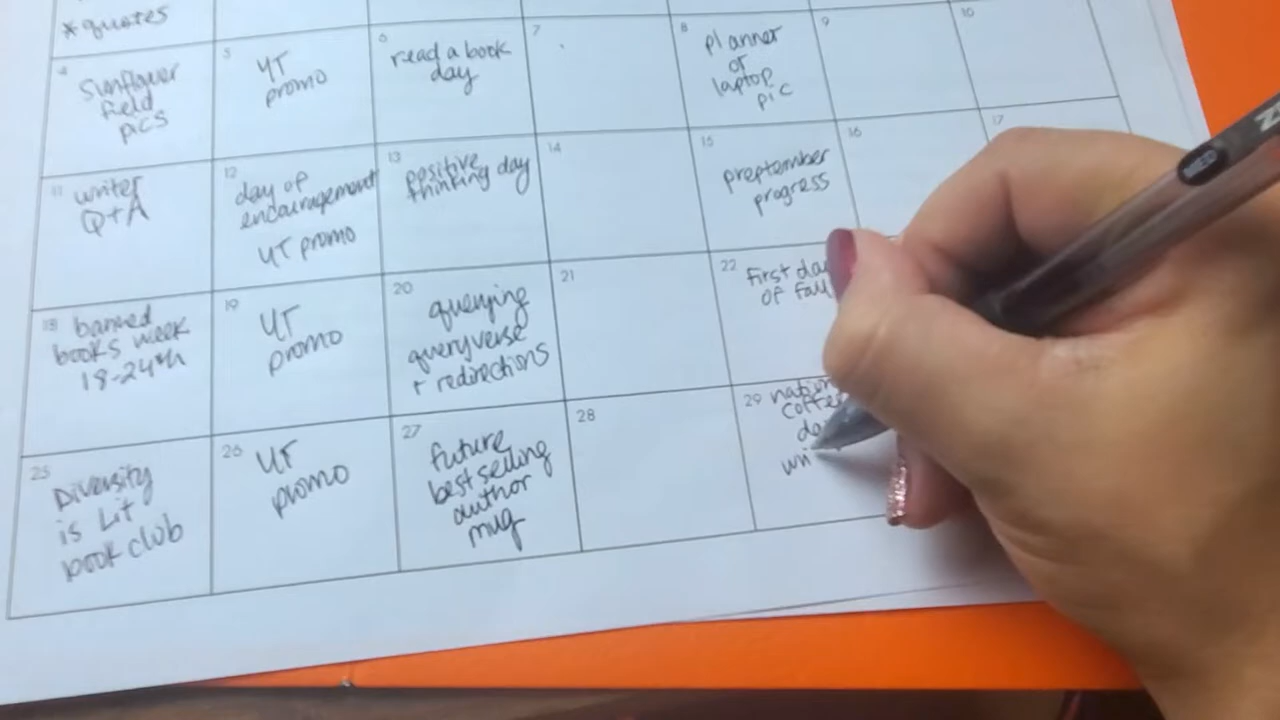 *quotes
4
Sunflower
field
pics
5
YT
promo
6
read a book
day
7
8
planner
or
laptop
pic
9
10
11
writer
Q+A
12
day of
encouragement
YT promo
13
positive
thinking day
14
15
preptember
progress
16
17
18
banned
books week
18-24th
19
YT
promo
20
querying
queryverse
+ redirections
21
22
first day
of fall
25
Diversity
is Lit
book club
26
YT
promo
27
future
best selling
author
mug
28
29
nation
coffee
da
wri